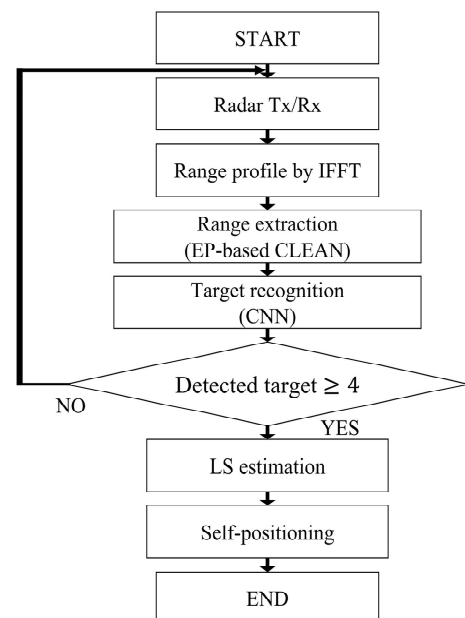 START
Radar Tx/Rx
Range profile by IFFT
Range extraction
(EP-based CLEAN)
Target recognition
(CNN)
Detected target ≥ 4
NO
YES
LS estimation
Self-positioning
END